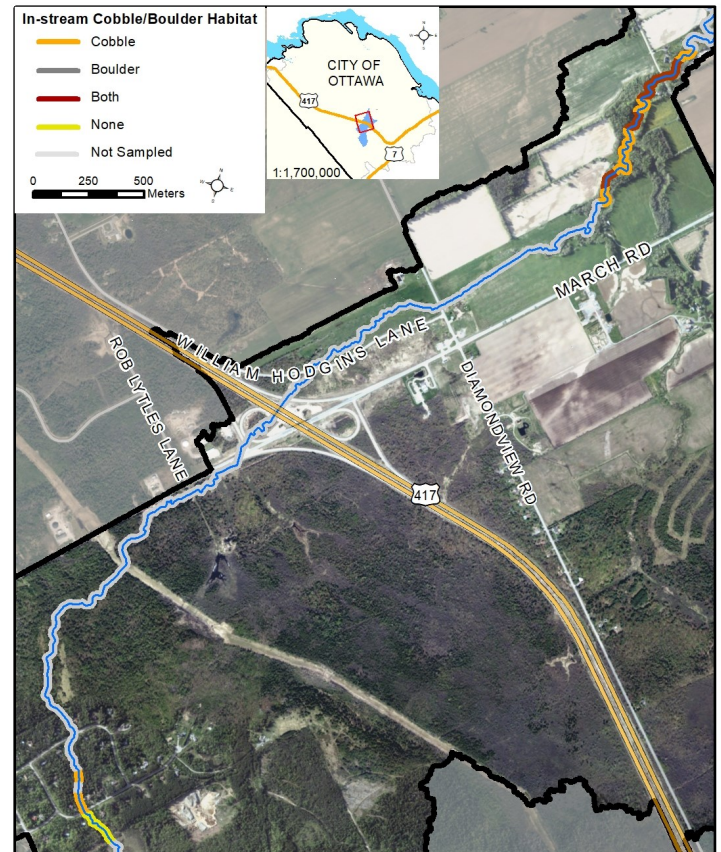 In-stream Cobble/Boulder Habitat
Cobble
Boulder
Both
None
Not Sampled
0 250 500
Meters
N
E
S
W
CITY OF
OTTAWA
417
7
1:1,700,000
N
E
S
W
MARCH RD
WILLIAM HODGINS LANE
ROB LYTLES LANE
DIAMONDVIEW RD
417